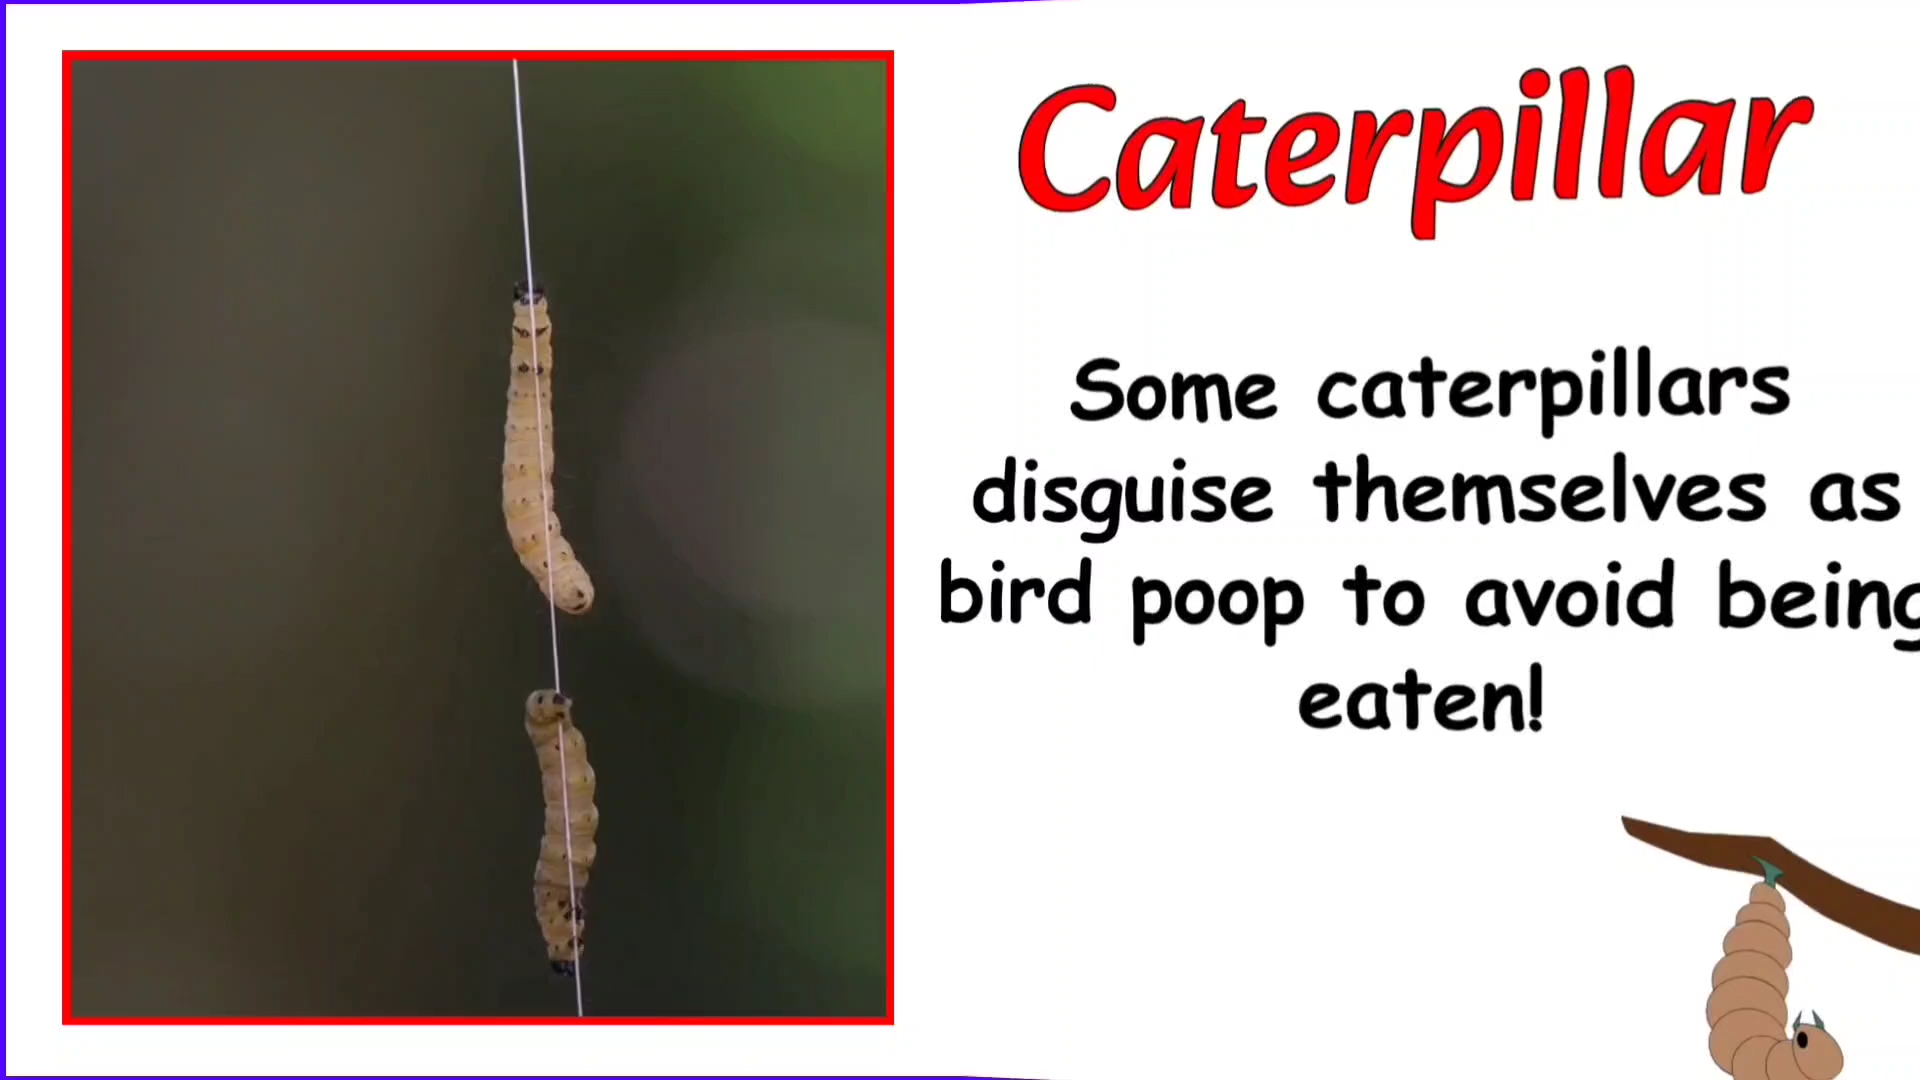 Caterpillar
Some caterpillars
disguise themselves as
bird poop to avoid being
eaten!